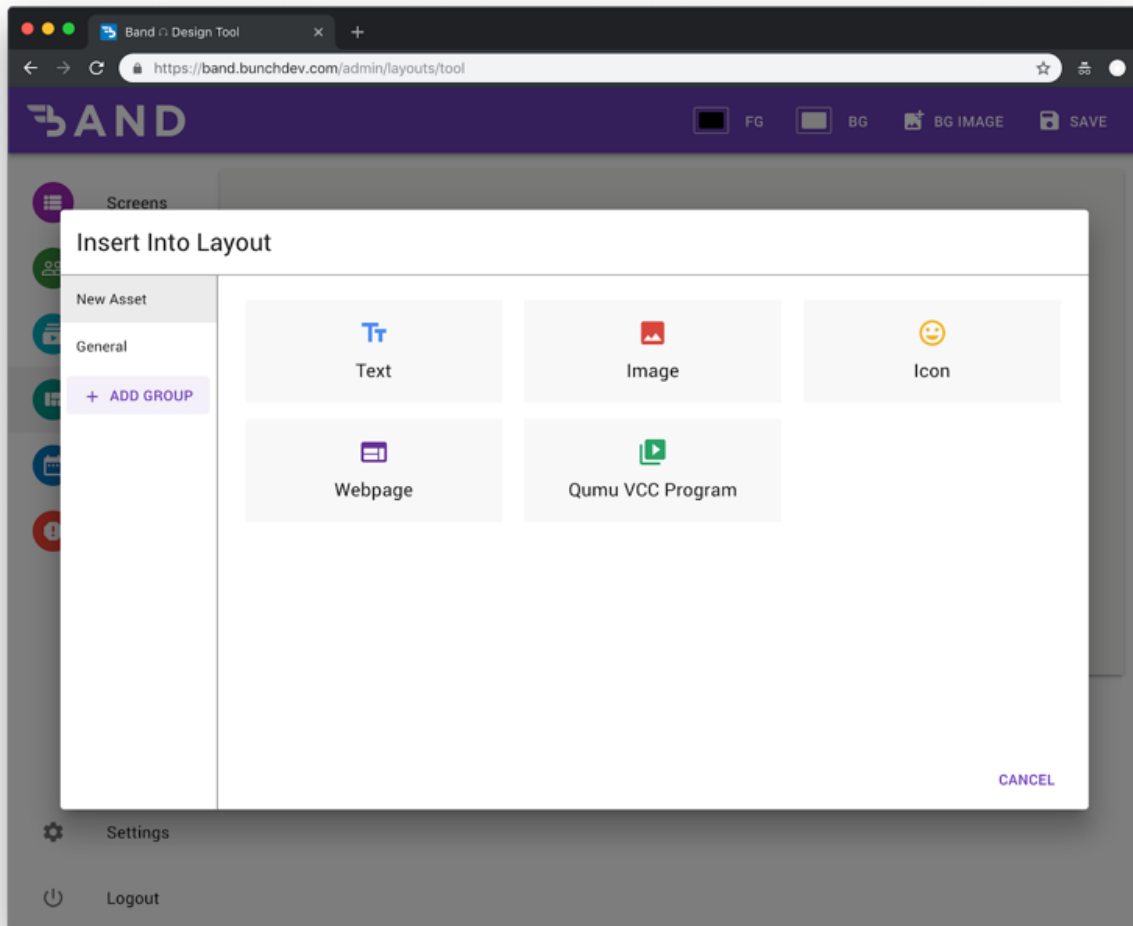 Band ∩ Design Tool
https://band.bunchdev.com/admin/layouts/tool
BAND
FG
BG
BG IMAGE
SAVE
Screens
Insert Into Layout
New Asset
General
+ ADD GROUP
Text
Image
Icon
Webpage
Qumu VCC Program
CANCEL
Settings
Logout